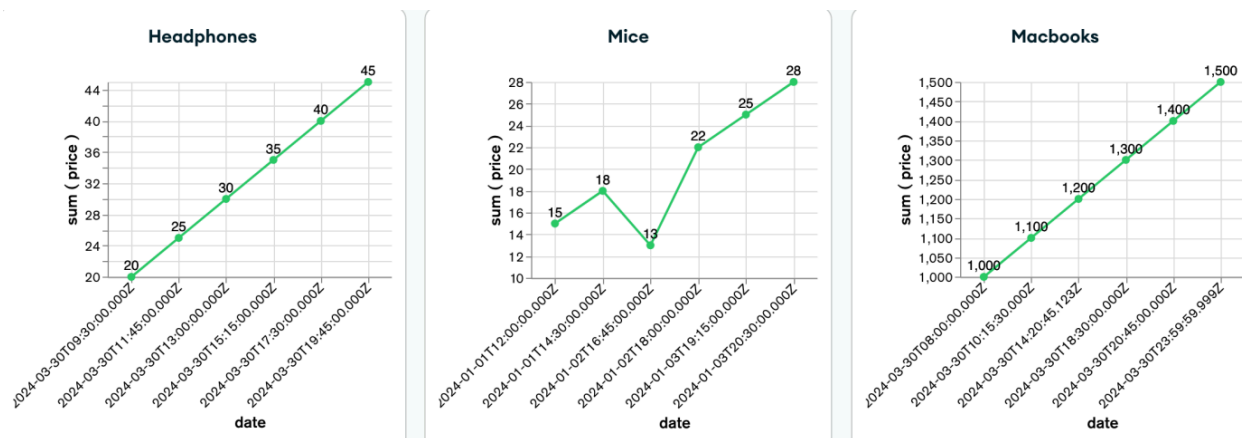 Headphones
sum ( price )
44
40
36
32
28
24
20
20
25
30
35
40
45
2024-03-30T09:30:00.000Z
2024-03-30T11:45:00.000Z
2024-03-30T13:00:00.000Z
2024-03-30T15:15:00.000Z
2024-03-30T17:30:00.000Z
2024-03-30T19:45:00.000Z
date
Mice
sum ( price )
28
26
24
22
20
18
16
14
12
10
15
18
13
22
25
28
2024-01-01T12:00:00.000Z
2024-01-01T14:30:00.000Z
2024-01-02T16:45:00.000Z
2024-01-02T18:00:00.000Z
2024-01-03T19:15:00.000Z
2024-01-03T20:30:00.000Z
date
Macbooks
sum ( price )
1,500
1,450
1,400
1,350
1,300
1,250
1,200
1,150
1,100
1,050
1,000
1,000
1,100
1,200
1,300
1,400
1,500
2024-03-30T08:00:00.000Z
2024-03-30T10:15:30.000Z
2024-03-30T14:20:45.123Z
2024-03-30T18:30:00.000Z
2024-03-30T20:45:00.000Z
2024-03-30T23:59:59.999Z
date